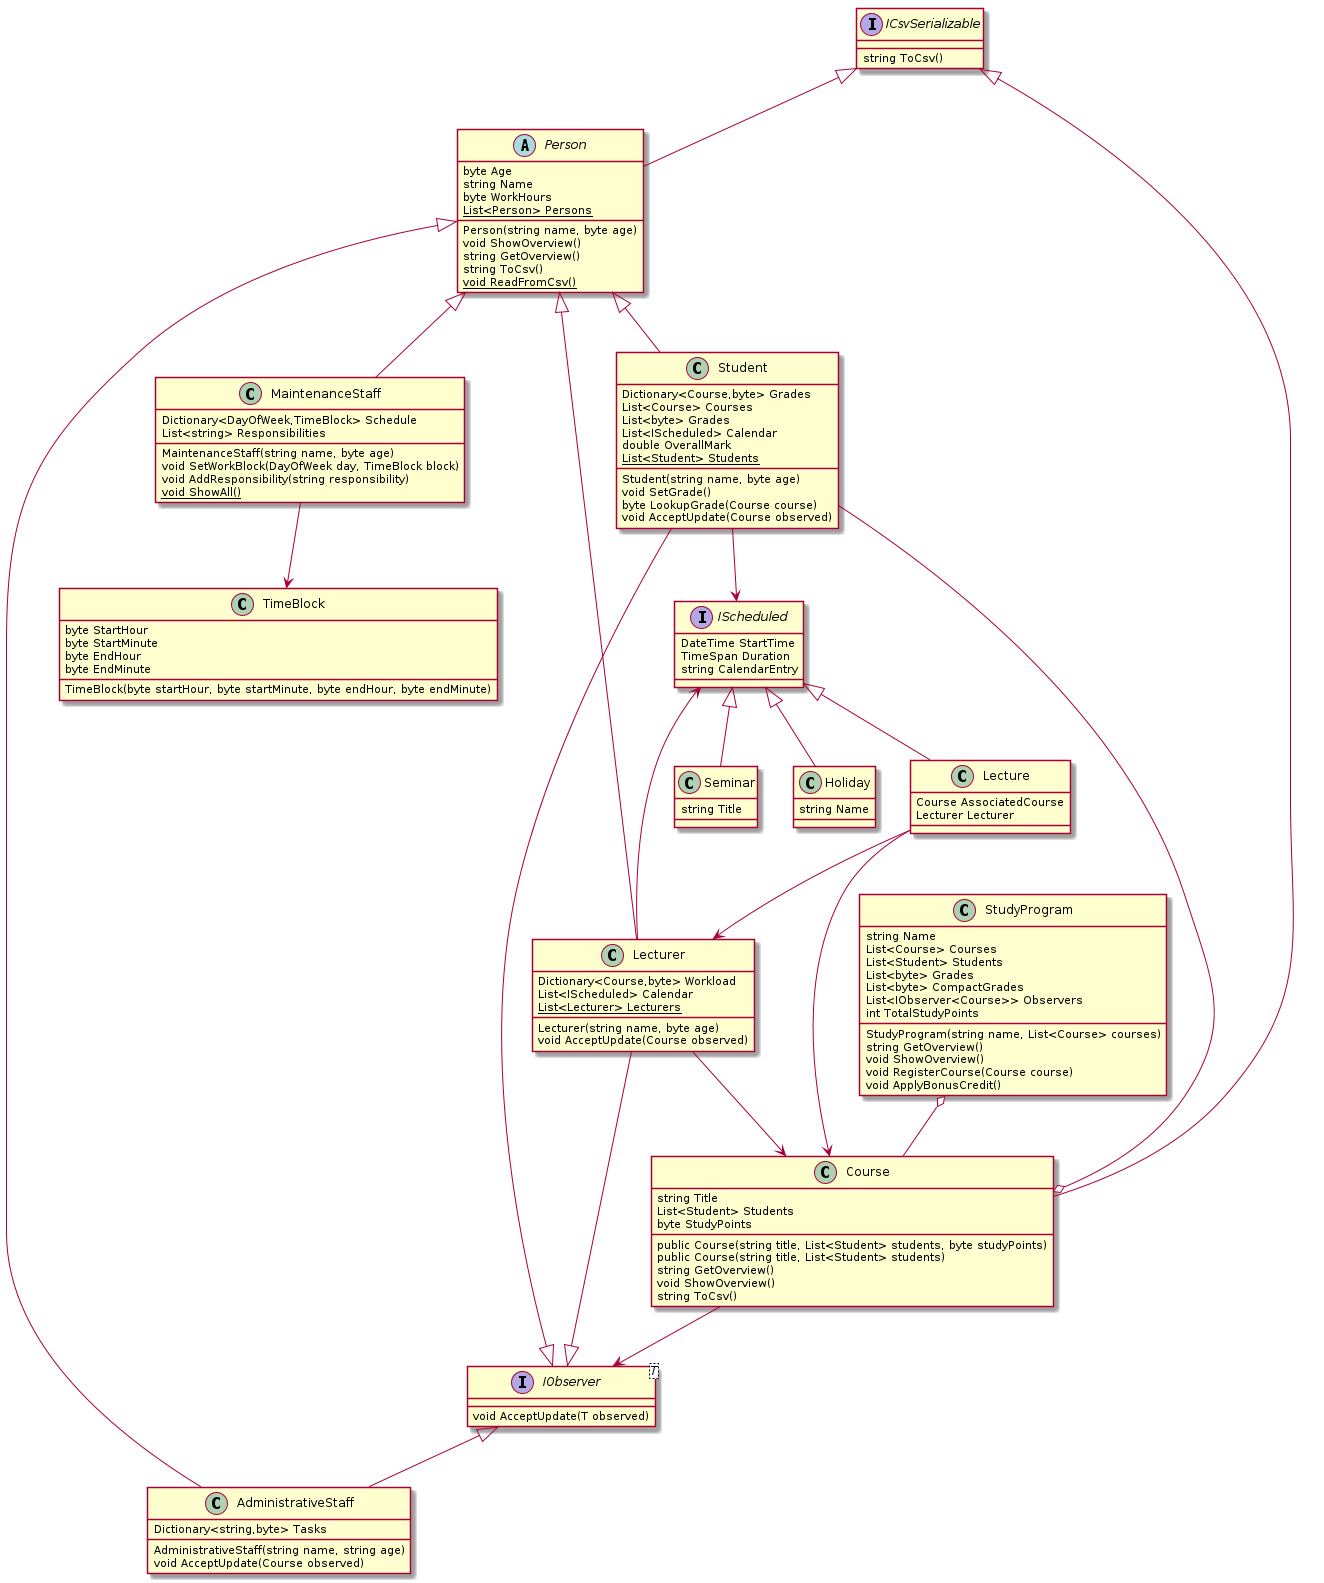 I ICsvSerializable
string ToCsv()
A Person
byte Age
string Name
byte WorkHours
List<Person> Persons
Person(string name, byte age)
void ShowOverview()
string GetOverview()
string ToCsv()
void ReadFromCsv()
C MaintenanceStaff
Dictionary<DayOfWeek,TimeBlock> Schedule
List<string> Responsibilities
MaintenanceStaff(string name, byte age)
void SetWorkBlock(DayOfWeek day, TimeBlock block)
void AddResponsibility(string responsibility)
void ShowAll()
C Student
Dictionary<Course,byte> Grades
List<Course> Courses
List<byte> Grades
List<IScheduled> Calendar
double OverallMark
List<Student> Students
Student(string name, byte age)
void SetGrade()
byte LookupGrade(Course course)
void AcceptUpdate(Course observed)
C TimeBlock
byte StartHour
byte StartMinute
byte EndHour
byte EndMinute
TimeBlock(byte startHour, byte startMinute, byte endHour, byte endMinute)
I IScheduled
DateTime StartTime
TimeSpan Duration
string CalendarEntry
C Seminar
string Title
C Holiday
string Name
C Lecture
Course AssociatedCourse
Lecturer Lecturer
C StudyProgram
string Name
List<Course> Courses
List<Student> Students
List<byte> Grades
List<byte> CompactGrades
List<IObserver<Course>> Observers
int TotalStudyPoints
StudyProgram(string name, List<Course> courses)
string GetOverview()
void ShowOverview()
void RegisterCourse(Course course)
void ApplyBonusCredit()
C Lecturer
Dictionary<Course,byte> Workload
List<IScheduled> Calendar
List<Lecturer> Lecturers
Lecturer(string name, byte age)
void AcceptUpdate(Course observed)
C Course
string Title
List<Student> Students
byte StudyPoints
public Course(string title, List<Student> students, byte studyPoints)
public Course(string title, List<Student> students)
string GetOverview()
void ShowOverview()
string ToCsv()
I IObserver T
void AcceptUpdate(T observed)
C AdministrativeStaff
Dictionary<string,byte> Tasks
AdministrativeStaff(string name, string age)
void AcceptUpdate(Course observed)